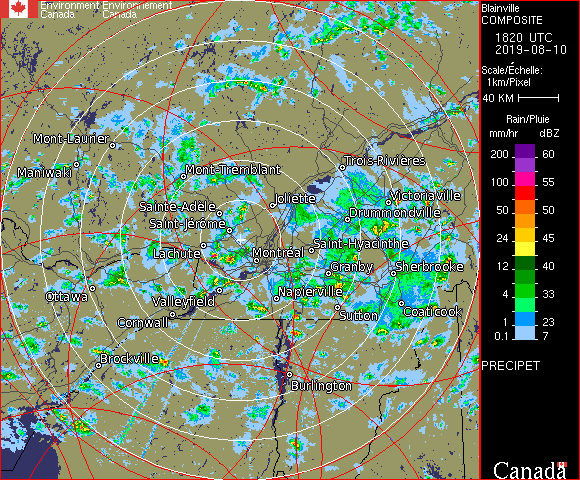 Environment Environnement
Canada Canada
Blainville
COMPOSITE
1820 UTC
2019-08-10
Scale/Échelle:
1km/Pixel
40 KM
Rain/Pluie
mm/hr dBZ
200 60
100 55
50 50
24 45
12 40
4 33
1 23
0.1 7
PRECIPET
Canada
Mont-Laurier
Maniwaki
Mont-Tremblant
Trois-Rivières
Sainte-Adele
Joliette
Victoriaville
Drummondville
Saint-Jérôme
Saint-Hyacinthe
Lachute
Montréal
Granby
Sherbrooke
Ottawa
Valleyfield
Napierville
Coaticook
Cornwall
Sutton
Brockville
Burlington